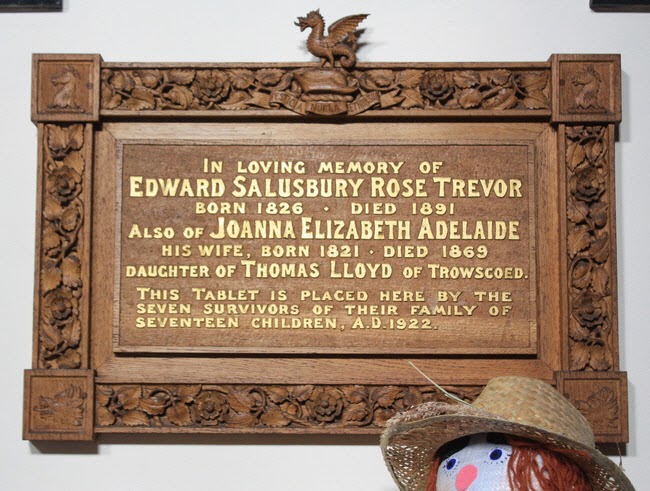 IN LOVING MEMORY OF
EDWARD SALUSBURY ROSE TREVOR
BORN 1826 · DIED 1891
ALSO OF JOANNA ELIZABETH ADELAIDE
HIS WIFE, BORN 1821 · DIED 1869
DAUGHTER OF THOMAS LLOYD OF TROWSCOED.
THIS TABLET IS PLACED HERE BY THE
SEVEN SURVIVORS OF THEIR FAMILY OF
SEVENTEEN CHILDREN, A.D. 1922.